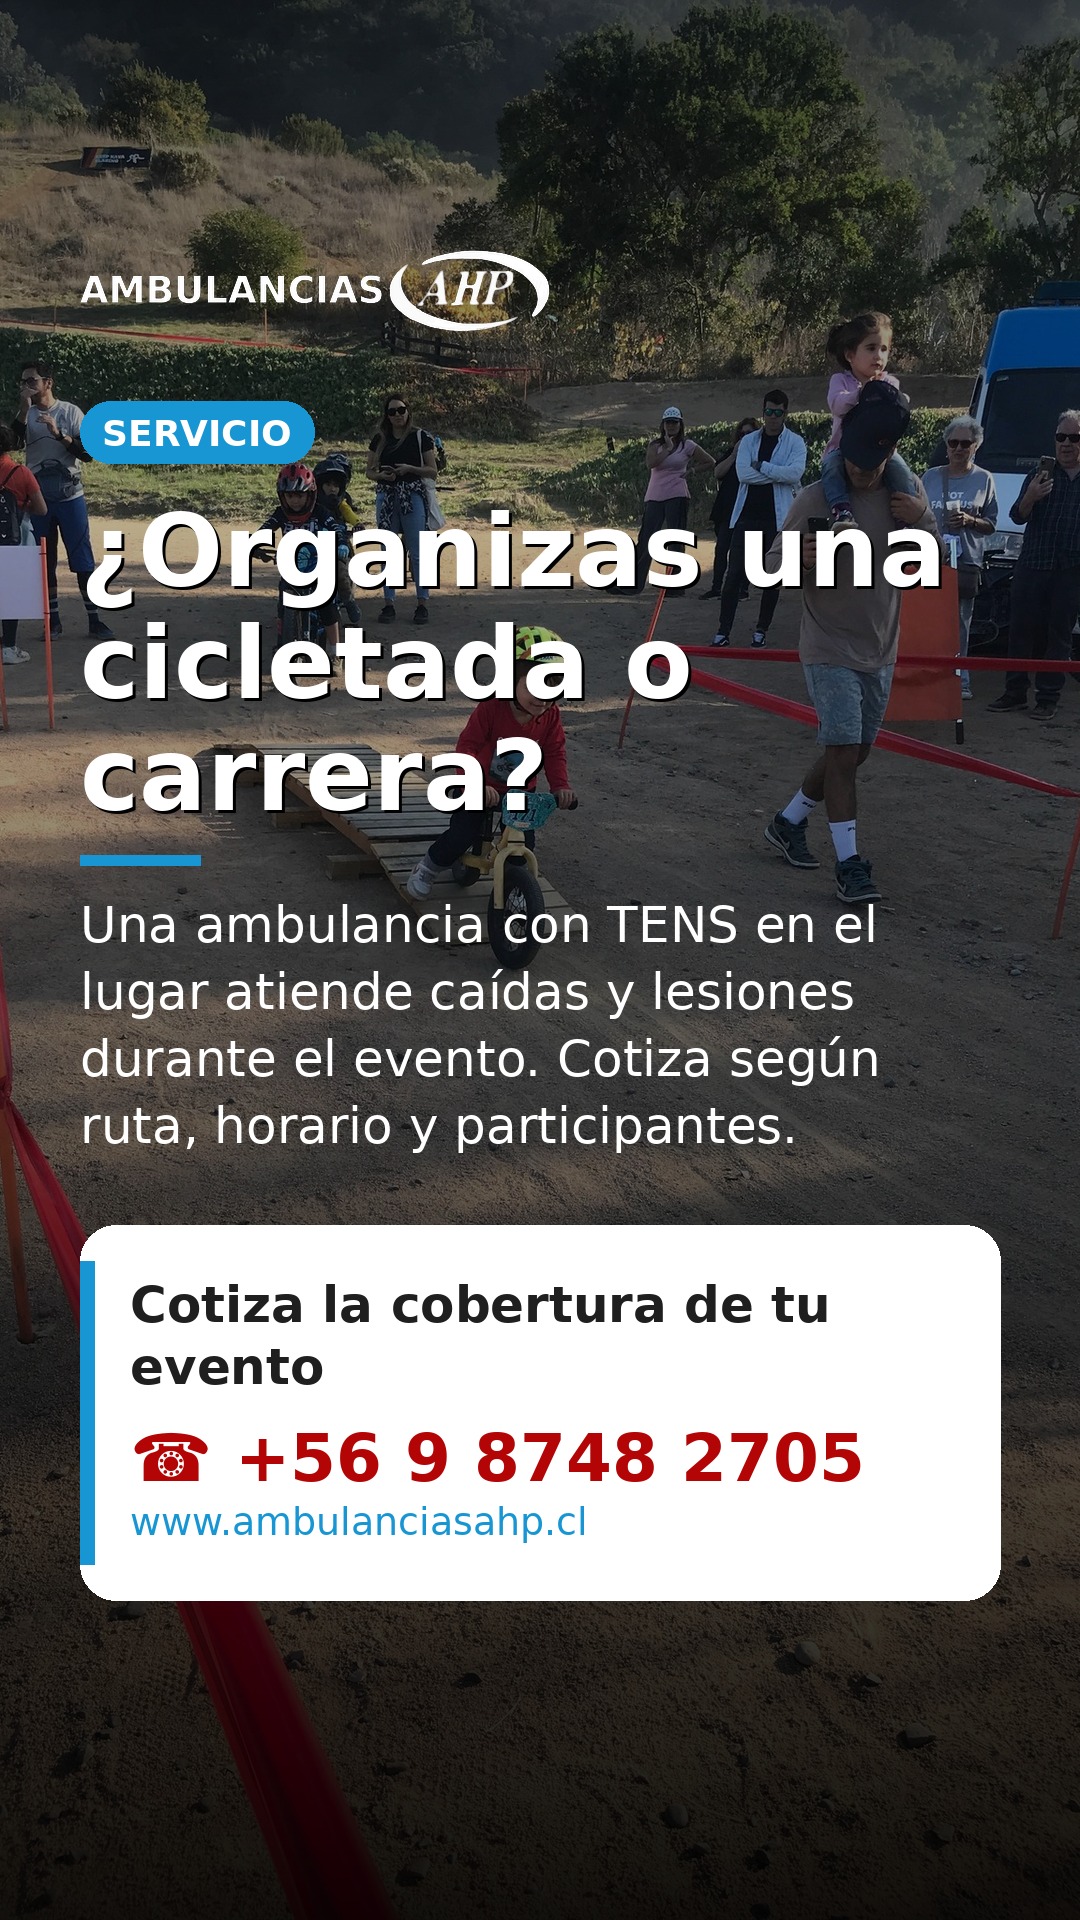 AMBULANCIAS AHP
SERVICIO
¿Organizas una
cicletada o
carrera?
Una ambulancia con TENS en el
lugar atiende caídas y lesiones
durante el evento. Cotiza según
ruta, horario y participantes.
Cotiza la cobertura de tu
evento
☎ +56 9 8748 2705
www.ambulanciasahp.cl